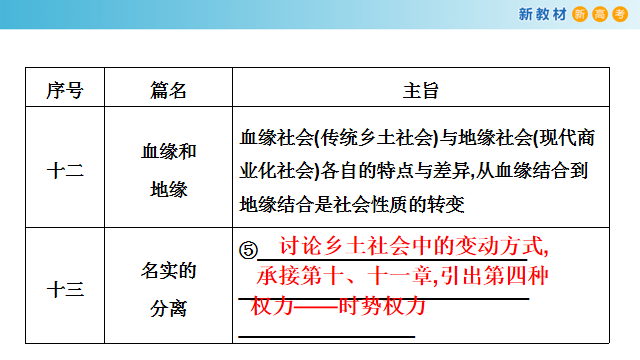 新教材 新 高 考
序号 篇名 主旨
十二 血缘和
地缘
血缘社会(传统乡土社会)与地缘社会(现代商
业化社会)各自的特点与差异,从血缘结合到
地缘结合是社会性质的转变
十三 名实的
分离
⑤讨论乡土社会中的变动方式,
承接第十、十一章,引出第四种
权力——时势权力